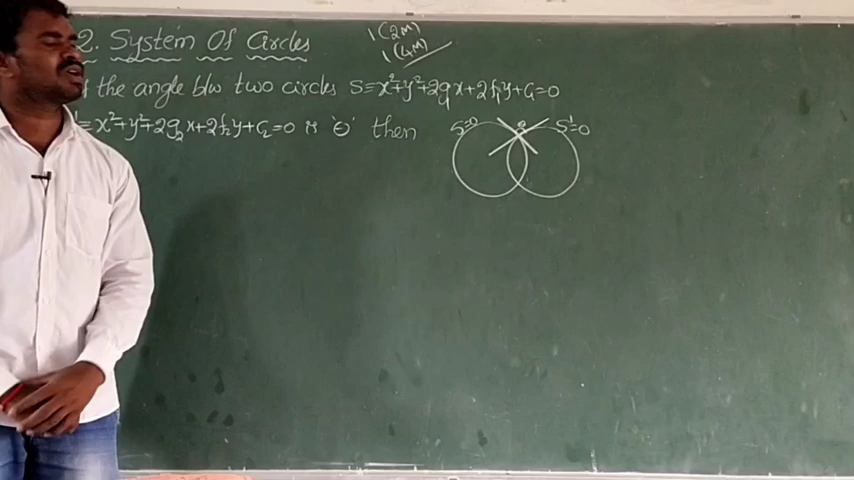 2. System Of Circles
1(2M)
1(4M)
the angle b/w two circles S≡x²+y²+2g₁x+2f₁y+c₁=0
≡x²+y²+2g₂x+2f₂y+c₂=0 is 'θ' then
S=0
θ
S¹=0